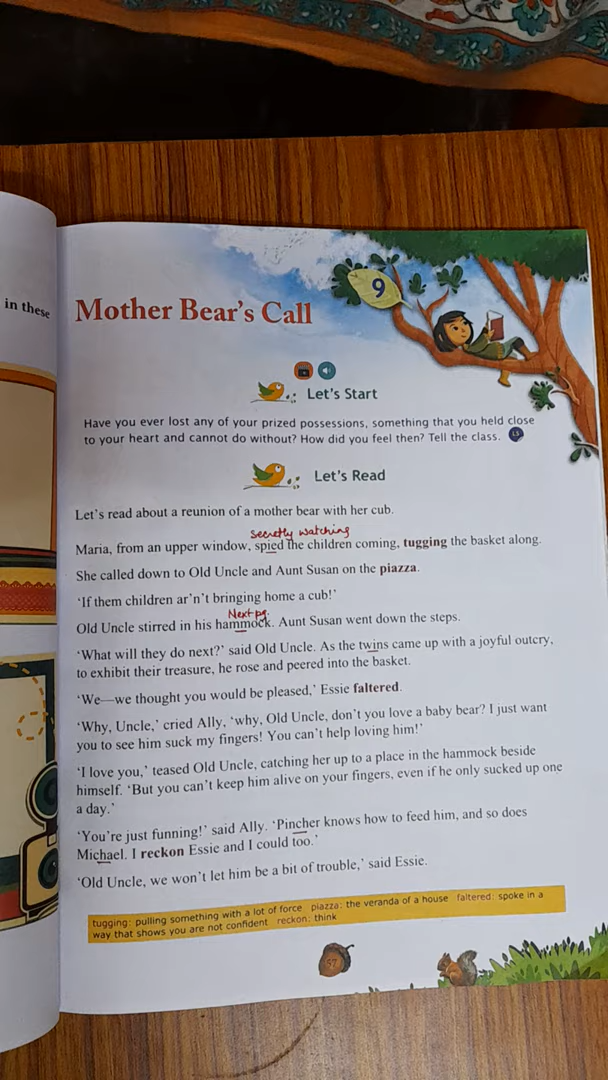 in these
9
Mother Bear's Call
Let's Start
Have you ever lost any of your prized possessions, something that you held close
to your heart and cannot do without? How did you feel then? Tell the class. LS
Let's Read
Let's read about a reunion of a mother bear with her cub.
secretly watching
Maria, from an upper window, spied the children coming, tugging the basket along.
She called down to Old Uncle and Aunt Susan on the piazza.
'If them children ar'n't bringing home a cub!'
Next pg.
Old Uncle stirred in his hammock. Aunt Susan went down the steps.
'What will they do next?' said Old Uncle. As the twins came up with a joyful outcry,
to exhibit their treasure, he rose and peered into the basket.
'We—we thought you would be pleased,' Essie faltered.
'Why, Uncle,' cried Ally, 'why, Old Uncle, don't you love a baby bear? I just want
you to see him suck my fingers! You can't help loving him!'
'I love you,' teased Old Uncle, catching her up to a place in the hammock beside
himself. 'But you can't keep him alive on your fingers, even if he only sucked up one
a day.'
'You're just funning!' said Ally. 'Pincher knows how to feed him, and so does
Michael. I reckon Essie and I could too.'
'Old Uncle, we won't let him be a bit of trouble,' said Essie.
tugging: pulling something with a lot of force piazza: the veranda of a house faltered: spoke in a
way that shows you are not confident reckon: think
57